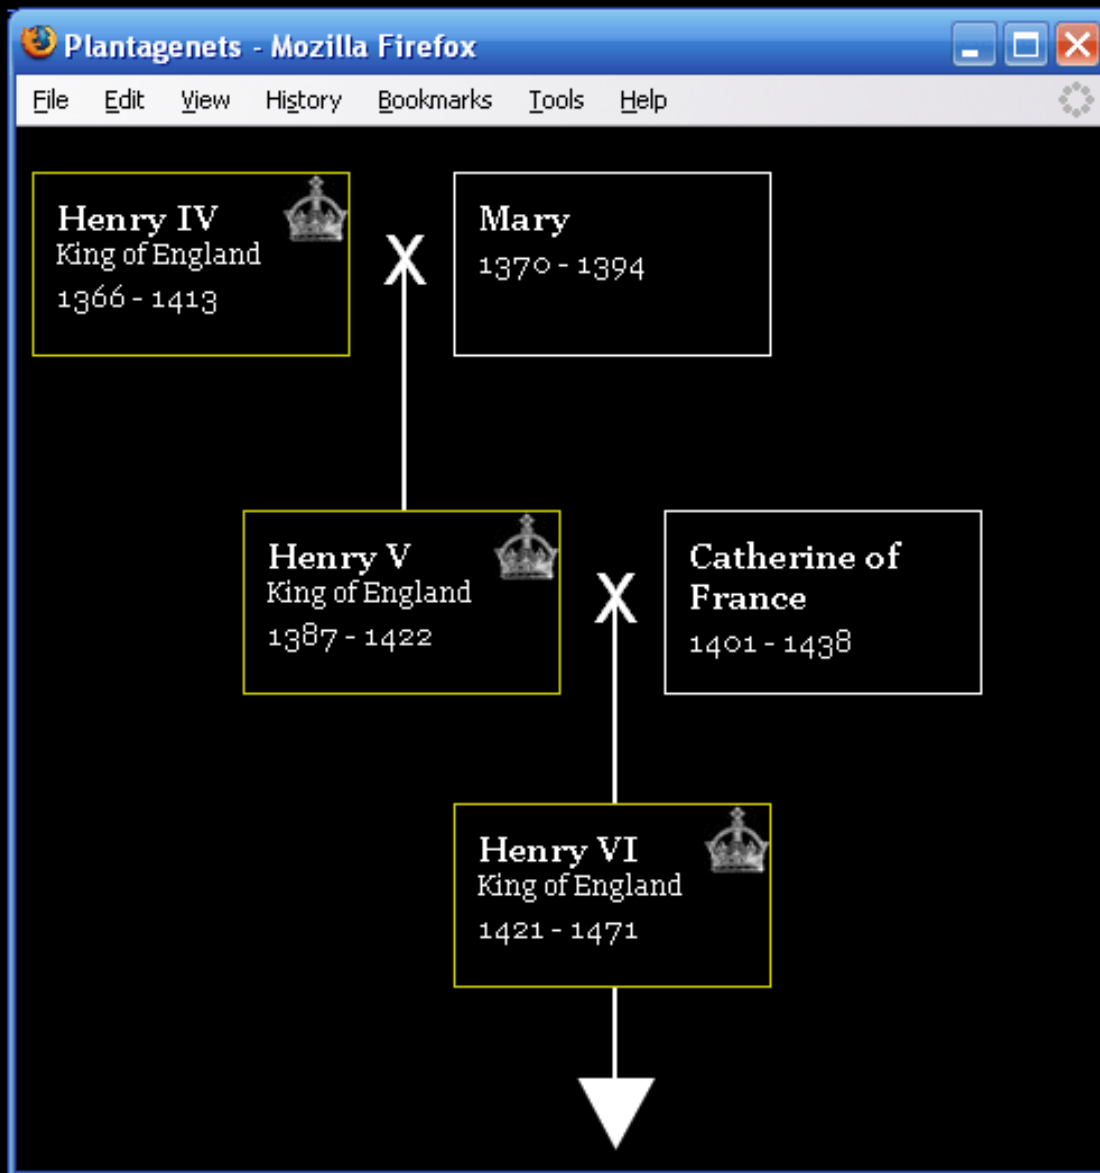 Plantagenets - Mozilla Firefox
File Edit View History Bookmarks Tools Help
Henry IV
King of England
1366 - 1413
X
Mary
1370 - 1394
Henry V
King of England
1387 - 1422
X
Catherine of
France
1401 - 1438
Henry VI
King of England
1421 - 1471